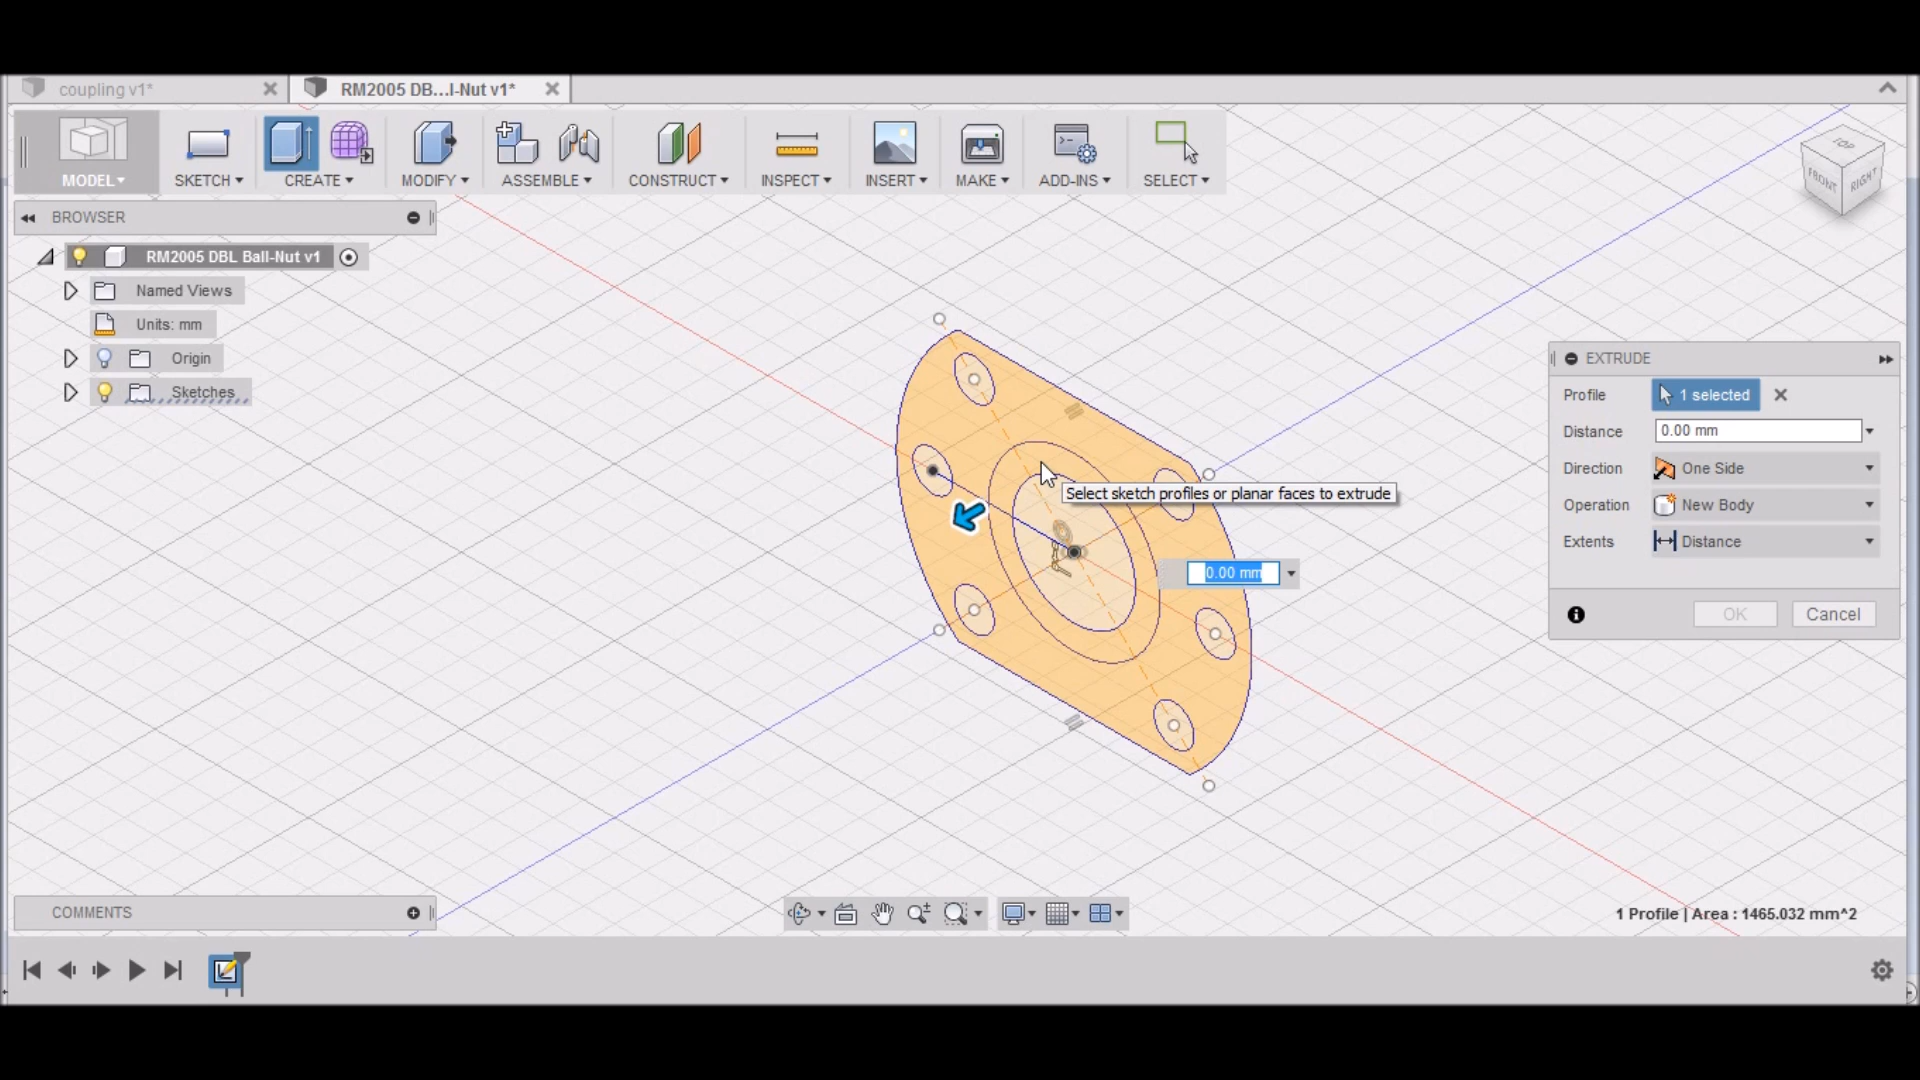 coupling v1*
RM2005 DB...l-Nut v1*
MODEL
SKETCH
CREATE
MODIFY
ASSEMBLE
CONSTRUCT
INSPECT
INSERT
MAKE
ADD-INS
SELECT
TOP
FRONT
RIGHT
BROWSER
RM2005 DBL Ball-Nut v1
Named Views
Units: mm
Origin
Sketches
EXTRUDE
Profile 1 selected
Distance 0.00 mm
Direction One Side
Operation New Body
Extents Distance
OK Cancel
Select sketch profiles or planar faces to extrude
0.00 mm
COMMENTS
1 Profile | Area : 1465.032 mm^2